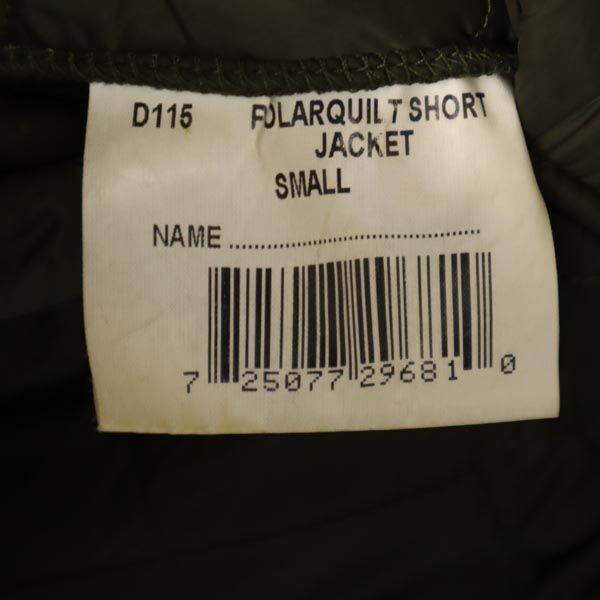 D115 POLARQUILT SHORT
JACKET
SMALL
NAME ........................................
7 25077 29681 0